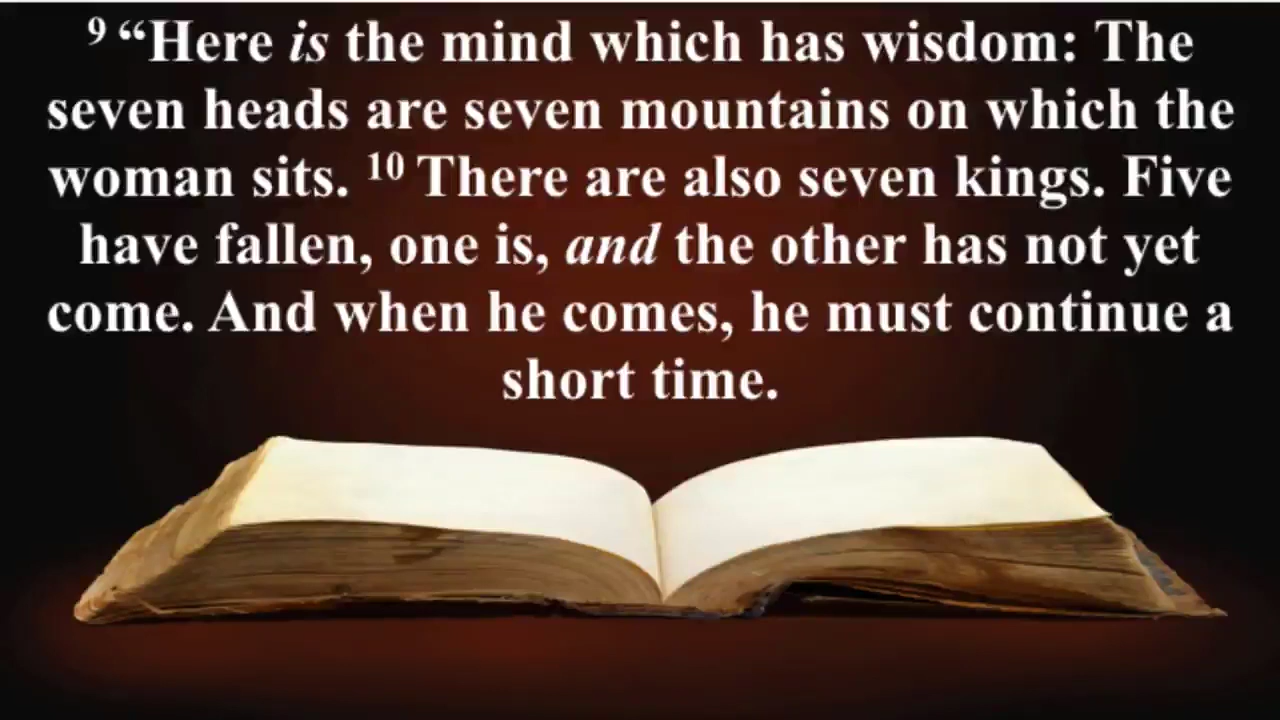 9 “Here is the mind which has wisdom: The
seven heads are seven mountains on which the
woman sits. 10 There are also seven kings. Five
have fallen, one is, and the other has not yet
come. And when he comes, he must continue a
short time.